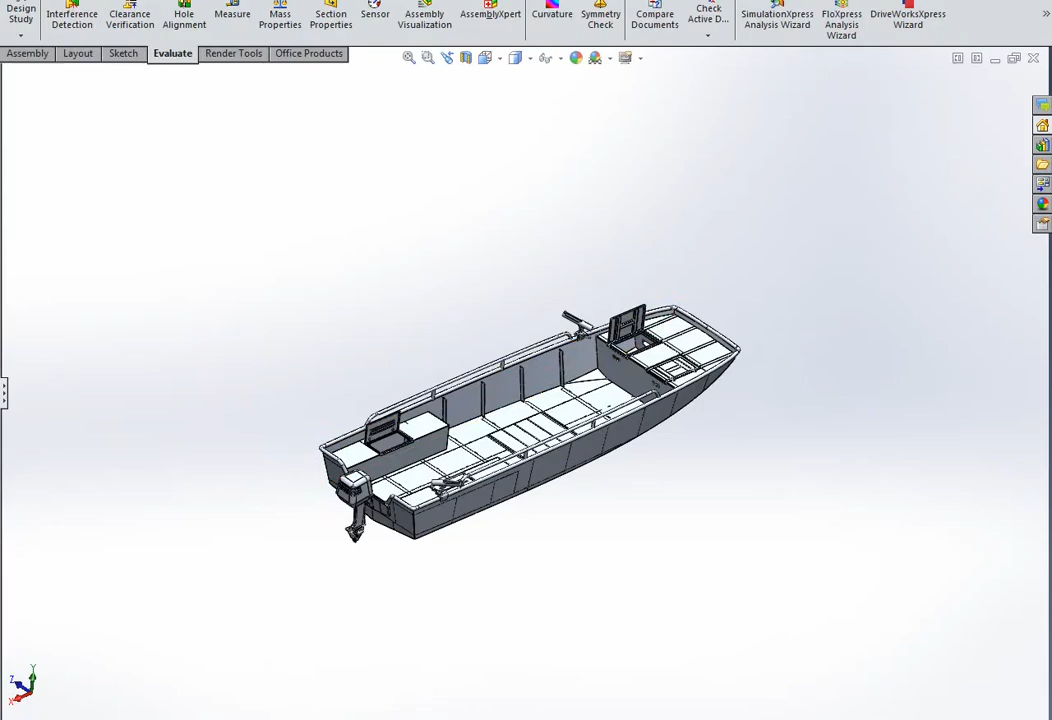 Design Study
Interference Detection
Clearance Verification
Hole Alignment
Measure
Mass Properties
Section Properties
Sensor
Assembly Visualization
AssemblyXpert
Curvature
Symmetry Check
Compare Documents
Check Active D...
SimulationXpress Analysis Wizard
FloXpress Analysis Wizard
DriveWorksXpress Wizard
Assembly
Layout
Sketch
Evaluate
Render Tools
Office Products
Y
Z
X